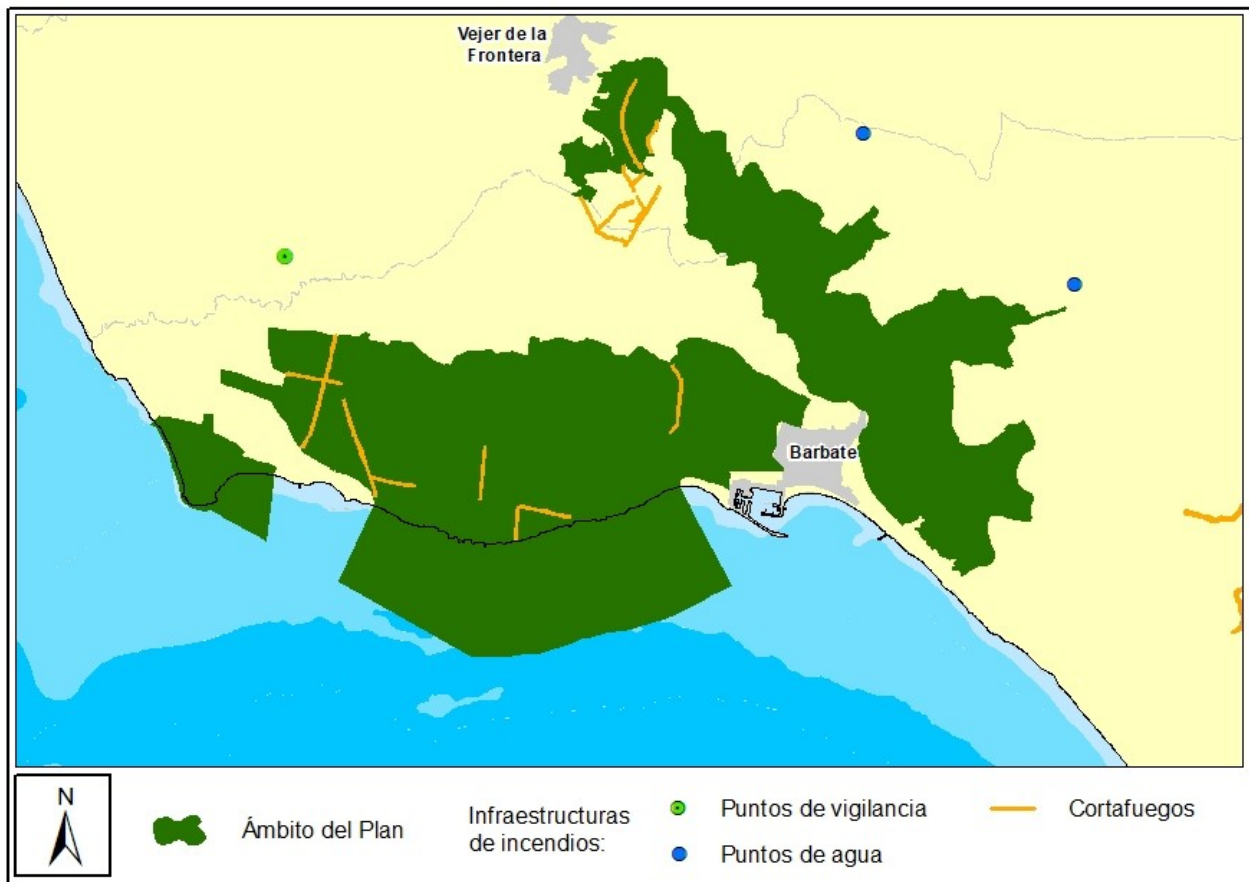 Vejer de la
Frontera
Barbate
N
Ámbito del Plan
Infraestructuras
de incendios:
Puntos de vigilancia
Puntos de agua
Cortafuegos